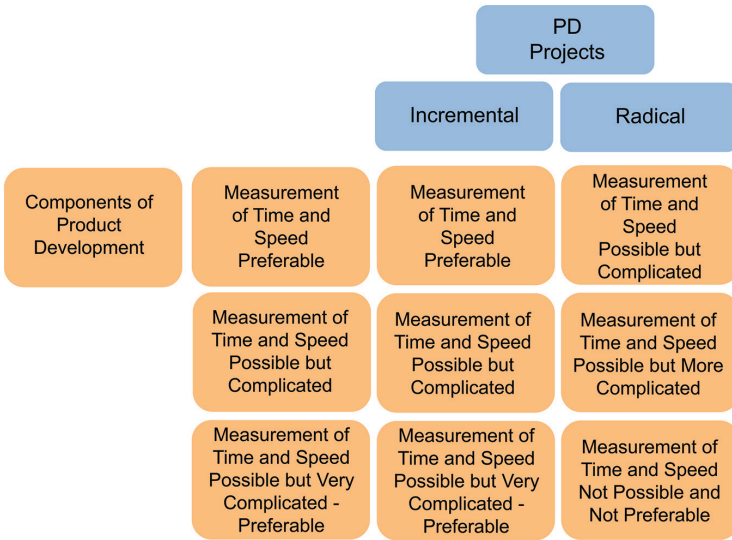 PD
Projects
Incremental
Radical
Components of
Product
Development
Measurement
of Time and
Speed
Preferable
Measurement
of Time and
Speed
Preferable
Measurement
of Time and
Speed
Possible but
Complicated
Measurement of
Time and Speed
Possible but
Complicated
Measurement of
Time and Speed
Possible but
Complicated
Measurement of
Time and Speed
Possible but More
Complicated
Measurement of
Time and Speed
Possible but Very
Complicated -
Preferable
Measurement of
Time and Speed
Possible but Very
Complicated -
Preferable
Measurement of
Time and Speed
Not Possible and
Not Preferable